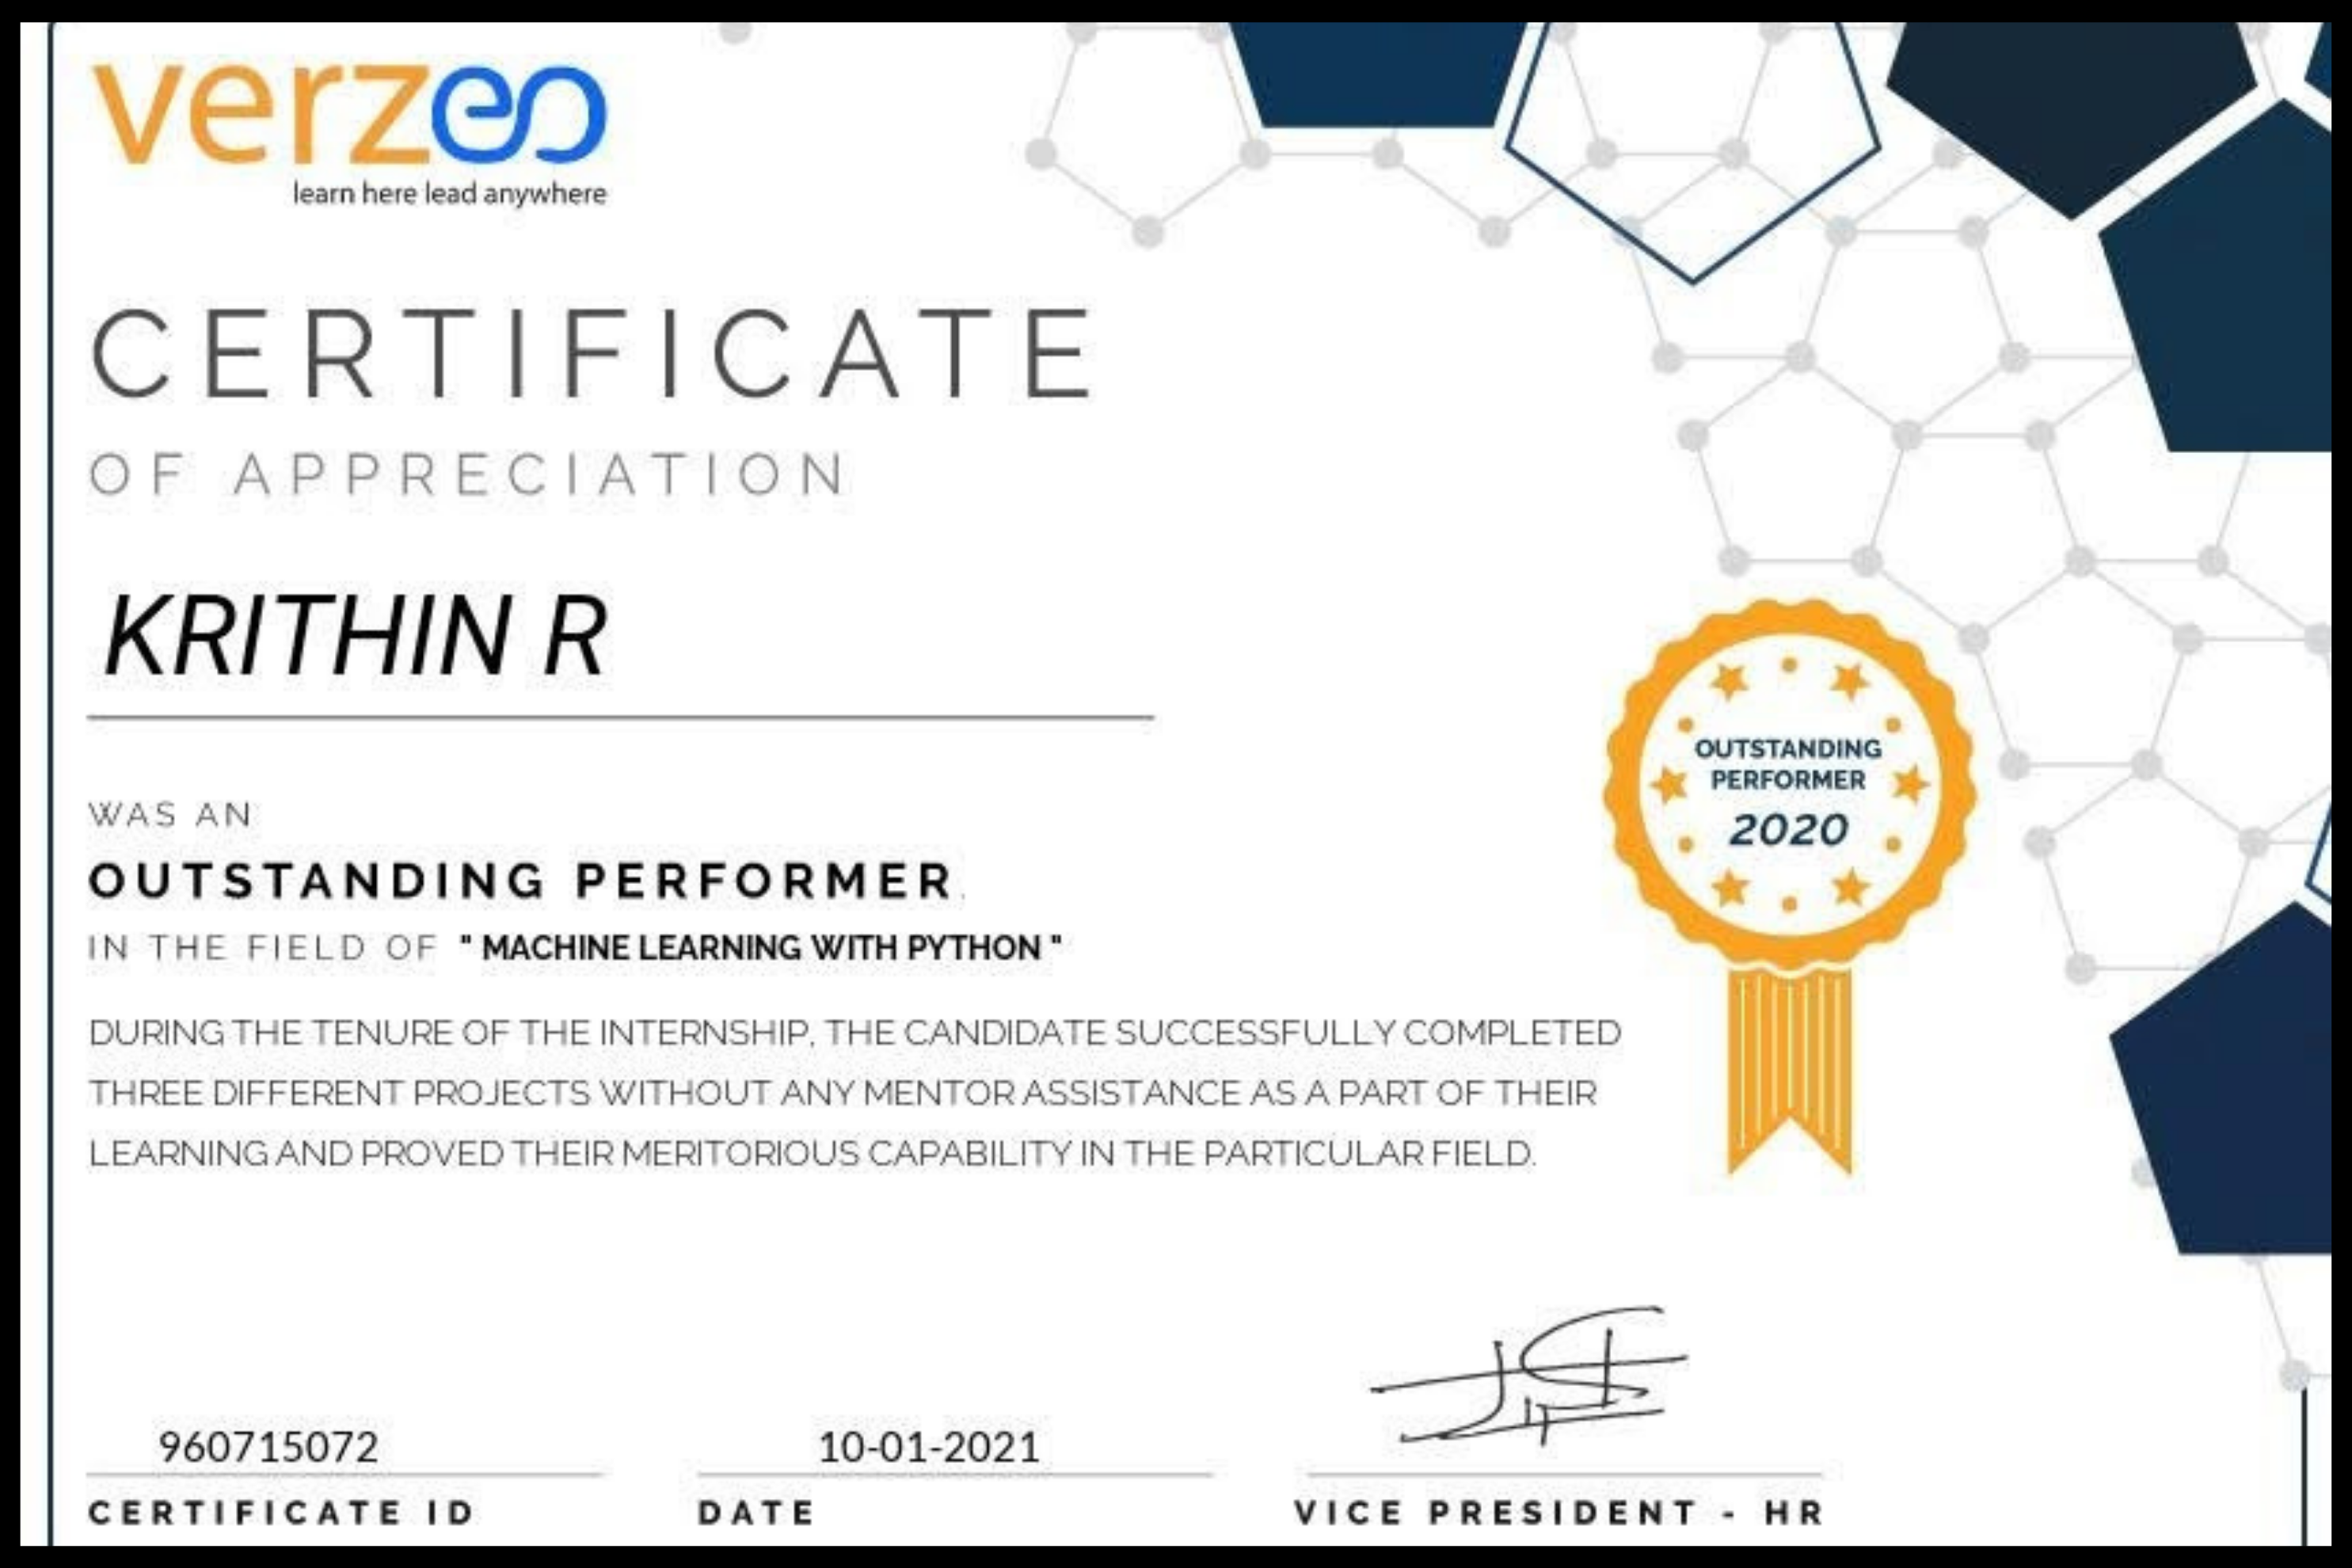 verzeo
learn here lead anywhere
CERTIFICATE
OF APPRECIATION
KRITHIN R
WAS AN
OUTSTANDING PERFORMER
IN THE FIELD OF " MACHINE LEARNING WITH PYTHON "
DURING THE TENURE OF THE INTERNSHIP, THE CANDIDATE SUCCESSFULLY COMPLETED
THREE DIFFERENT PROJECTS WITHOUT ANY MENTOR ASSISTANCE AS A PART OF THEIR
LEARNING AND PROVED THEIR MERITORIOUS CAPABILITY IN THE PARTICULAR FIELD.
OUTSTANDING
PERFORMER
2020
960715072
CERTIFICATE ID
10-01-2021
DATE
VICE PRESIDENT - HR